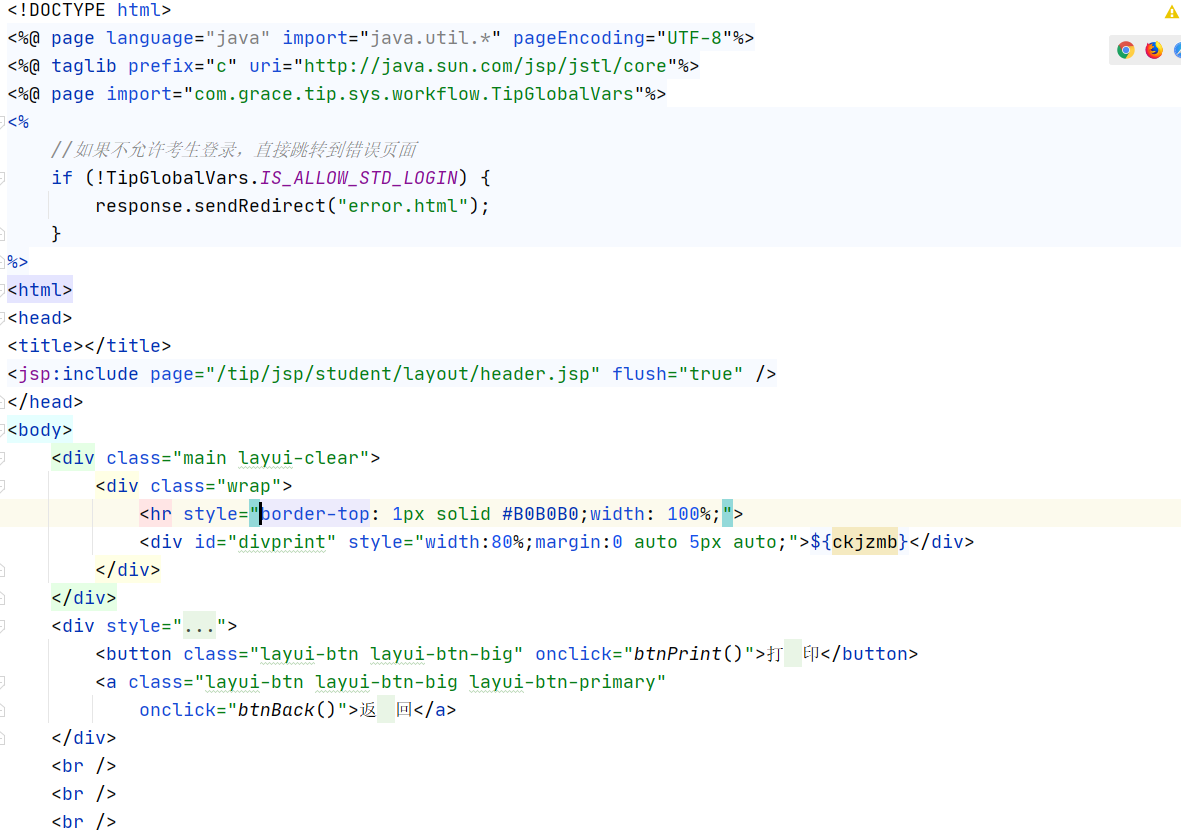 <!DOCTYPE html>
<%@ page language="java" import="java.util.*" pageEncoding="UTF-8"%>
<%@ taglib prefix="c" uri="http://java.sun.com/jsp/jstl/core"%>
<%@ page import="com.grace.tip.sys.workflow.TipGlobalVars"%>
<%
    //如果不允许考生登录，直接跳转到错误页面
    if (!TipGlobalVars.IS_ALLOW_STD_LOGIN) {
        response.sendRedirect("error.html");
    }
%>
<html>
<head>
<title></title>
<jsp:include page="/tip/jsp/student/layout/header.jsp" flush="true" />
</head>
<body>
    <div class="main layui-clear">
        <div class="wrap">
            <hr style="border-top: 1px solid #B0B0B0;width: 100%;">
            <div id="divprint" style="width:80%;margin:0 auto 5px auto;">${ckjzmb}</div>
        </div>
    </div>
    <div style="...">
        <button class="layui-btn layui-btn-big" onclick="btnPrint()">打 印</button>
        <a class="layui-btn layui-btn-big layui-btn-primary"
            onclick="btnBack()">返 回</a>
    </div>
    <br />
    <br />
    <br />